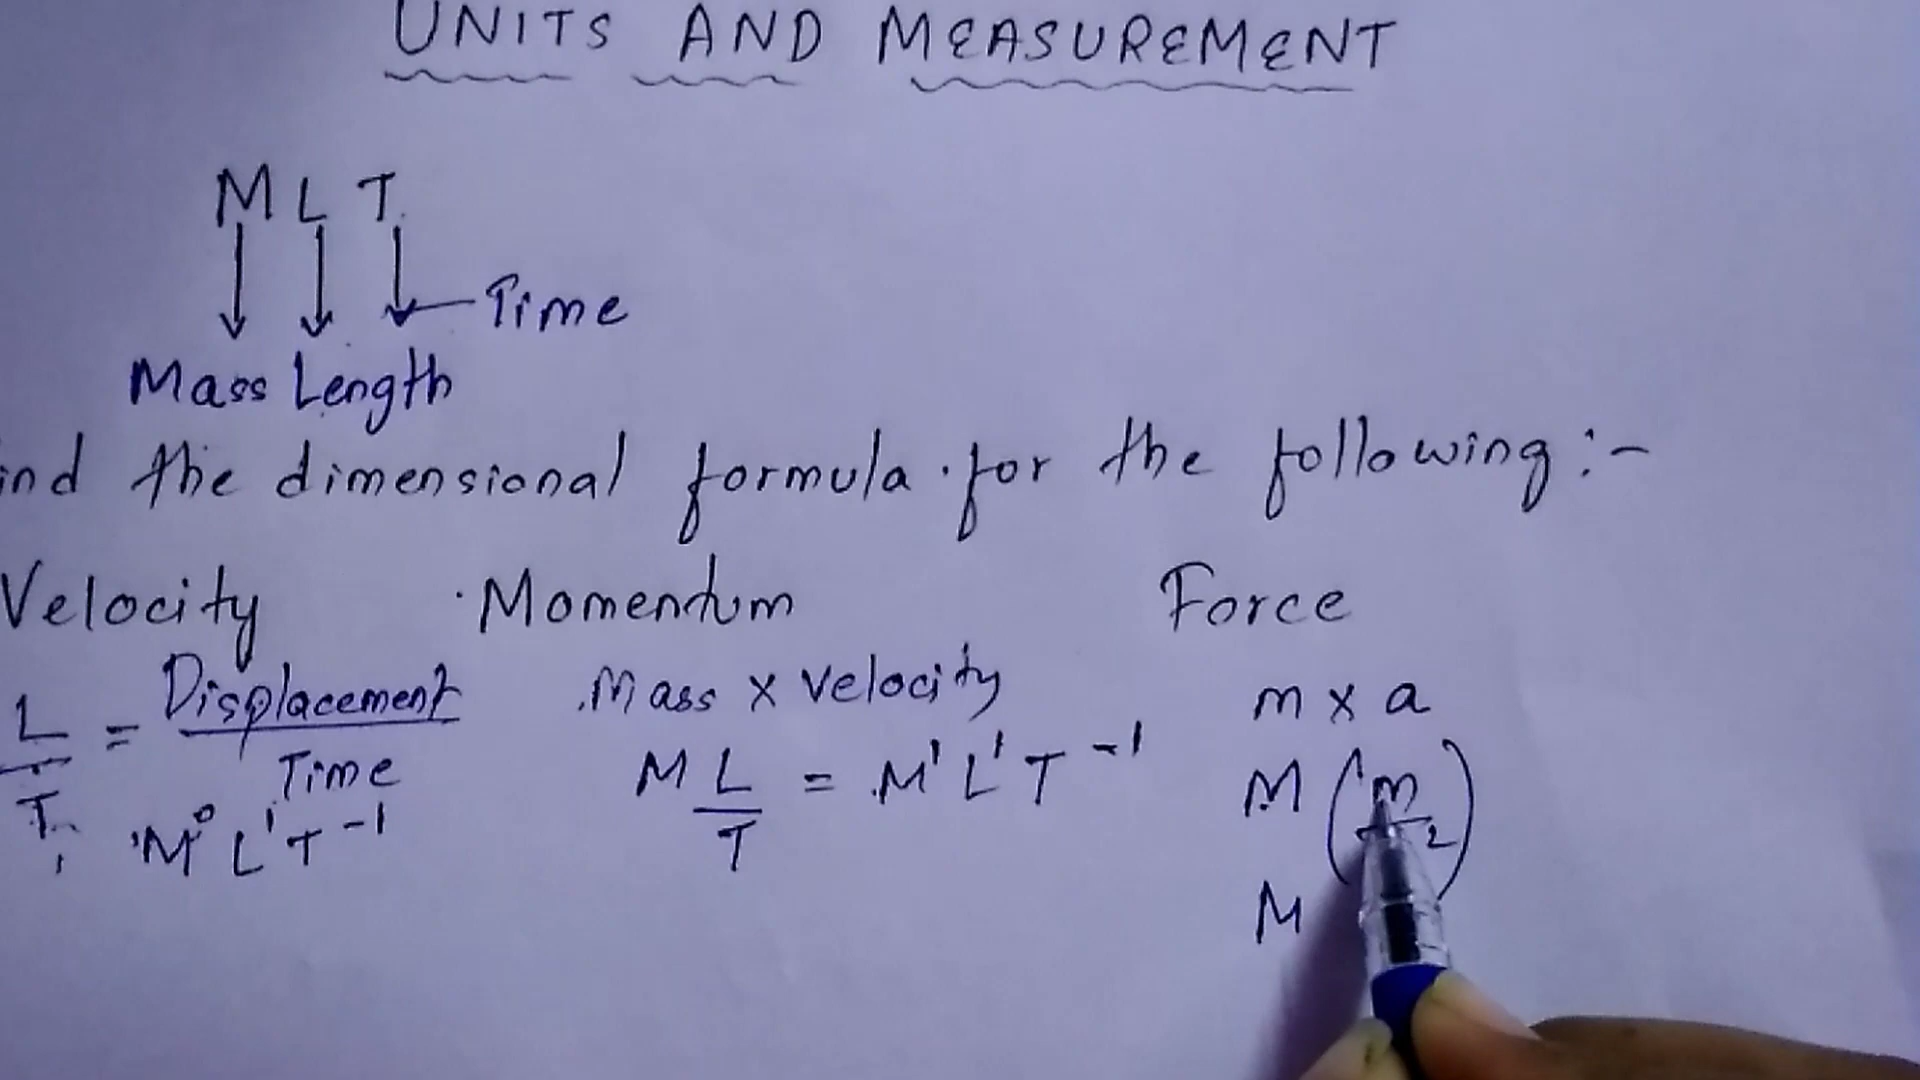 UNITS AND MEASUREMENT
M L T
Time
Mass Length
ind the dimensional formula for the following :-
Velocity Momentum Force
L/T = Displacement/Time
M⁰ L¹ T⁻¹
Mass x velocity
M L/T = M¹ L¹ T⁻¹
m x a
M (m/ ²)
M